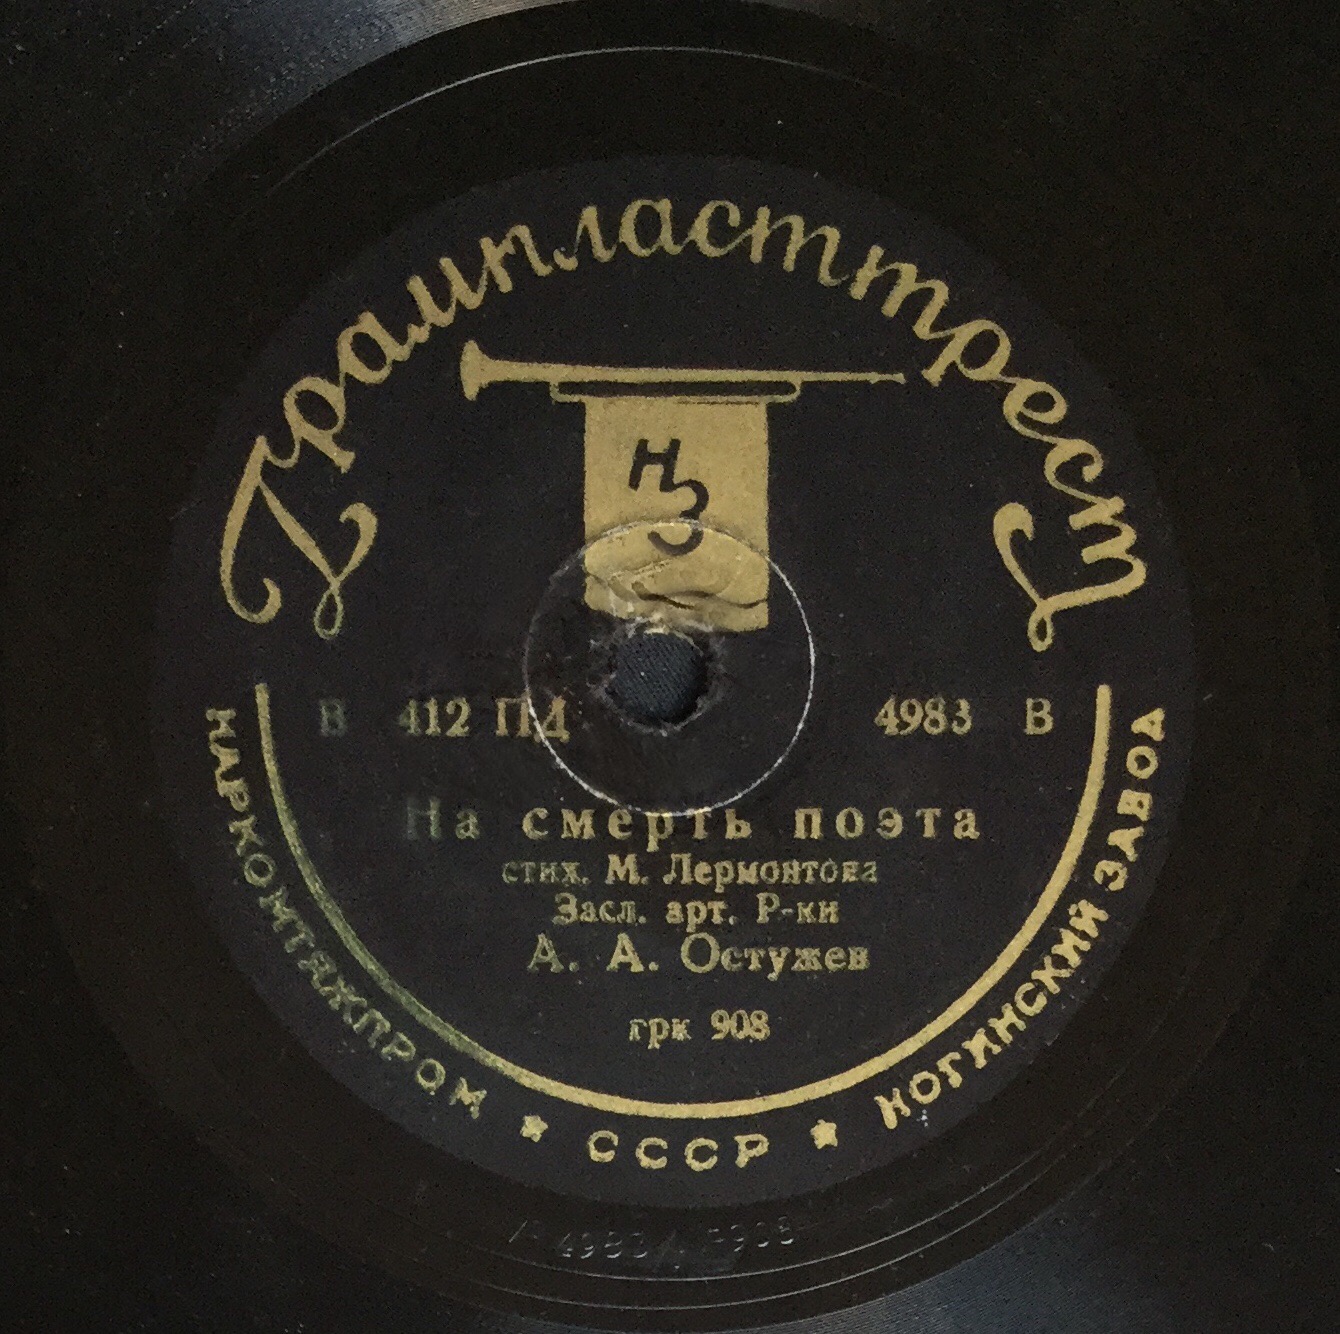 Грампласттрест
НЗ
В 412 ПД 4983 В
На смерть поэта
стих. М. Лермонтова
Засл. арт. Р-ки
А. А. Остужев
грк 908
НАРКОМТЯЖПРОМ ★ СССР ★ НОГИНСКИЙ ЗАВОД
4983